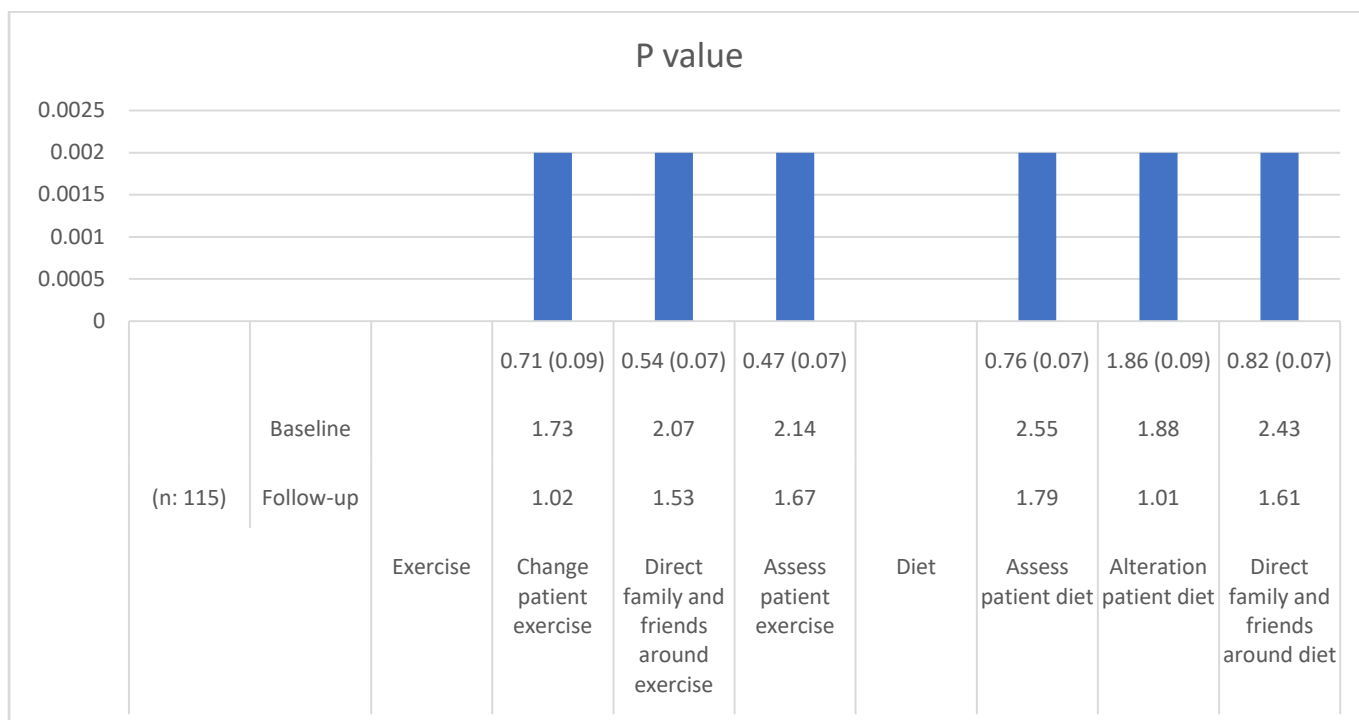 P value
0.0025
0.002
0.0015
0.001
0.0005
0
0.71 (0.09) 0.54 (0.07) 0.47 (0.07) 0.76 (0.07) 1.86 (0.09) 0.82 (0.07)
Baseline 1.73 2.07 2.14 2.55 1.88 2.43
(n: 115) Follow-up 1.02 1.53 1.67 1.79 1.01 1.61
Exercise
Change
patient
exercise
Direct
family and
friends
around
exercise
Assess
patient
exercise
Diet
Assess
patient diet
Alteration
patient diet
Direct
family and
friends
around diet